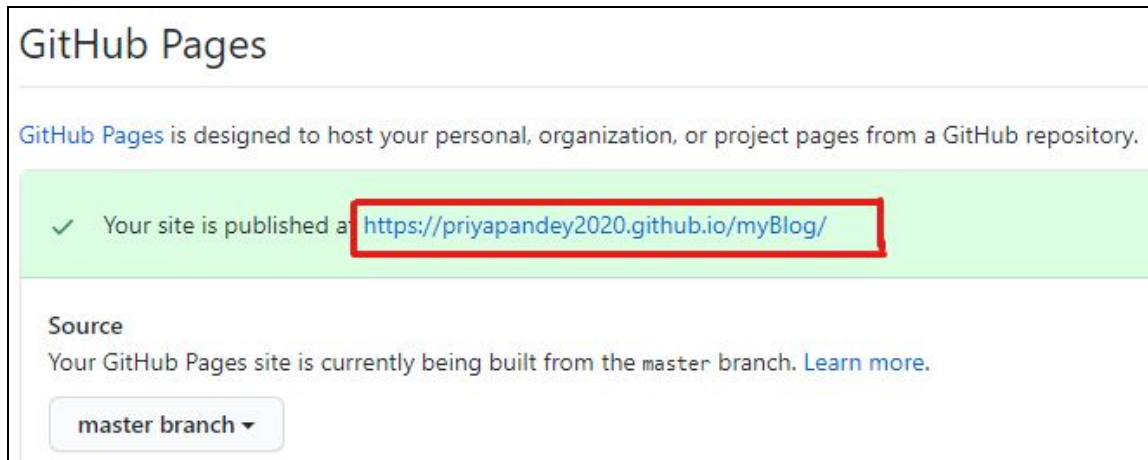 GitHub Pages
GitHub Pages is designed to host your personal, organization, or project pages from a GitHub repository.
✓ Your site is published a https://priyapandey2020.github.io/myBlog/
Source
Your GitHub Pages site is currently being built from the master branch. Learn more.
master branch